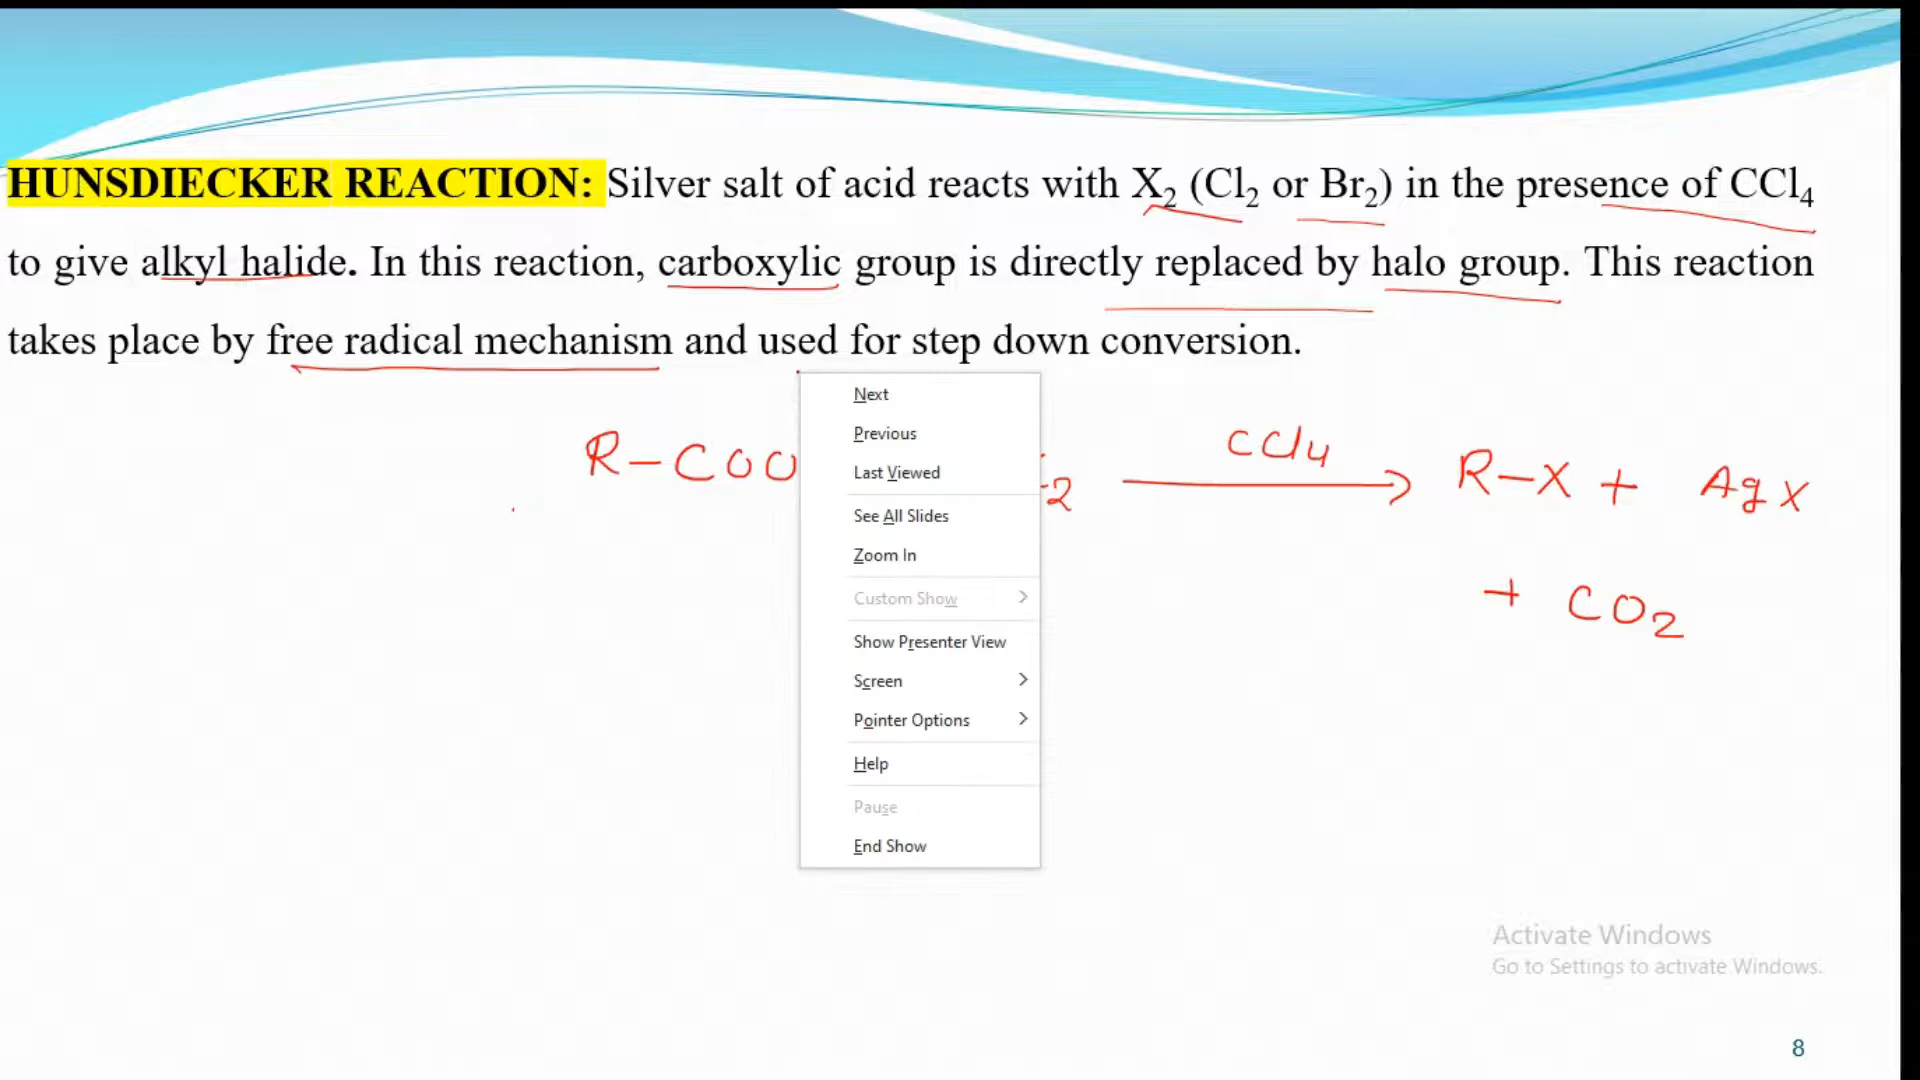 HUNSDIECKER REACTION: Silver salt of acid reacts with X₂ (Cl₂ or Br₂) in the presence of CCl₄
to give alkyl halide. In this reaction, carboxylic group is directly replaced by halo group. This reaction
takes place by free radical mechanism and used for step down conversion.
CCl4
R-COO 2 → R-X + AgX
+ CO2
Next
Previous
Last Viewed
See All Slides
Zoom In
Custom Show
Show Presenter View
Screen
Pointer Options
Help
Pause
End Show
Activate Windows
Go to Settings to activate Windows.
8